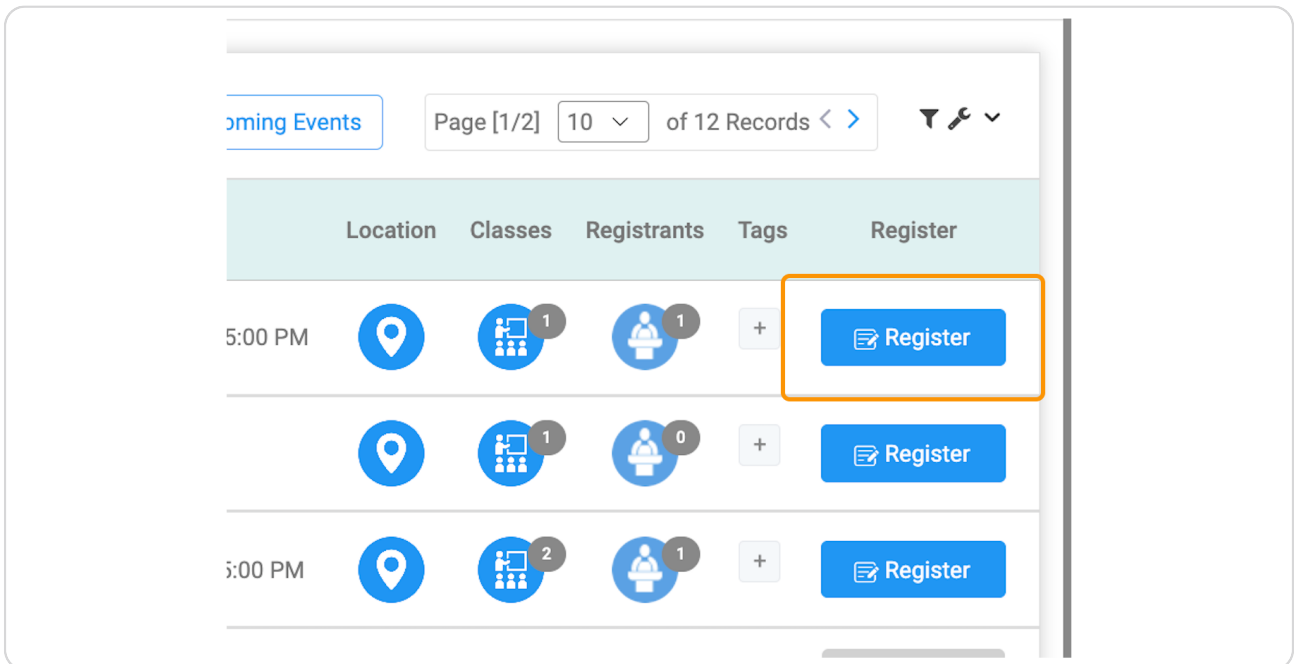 Page [1/2] 10 of 12 Records
Events
Location Classes Registrants Tags Register
5:00 PM 1 1 + Register
1 0 + Register
5:00 PM 2 1 + Register